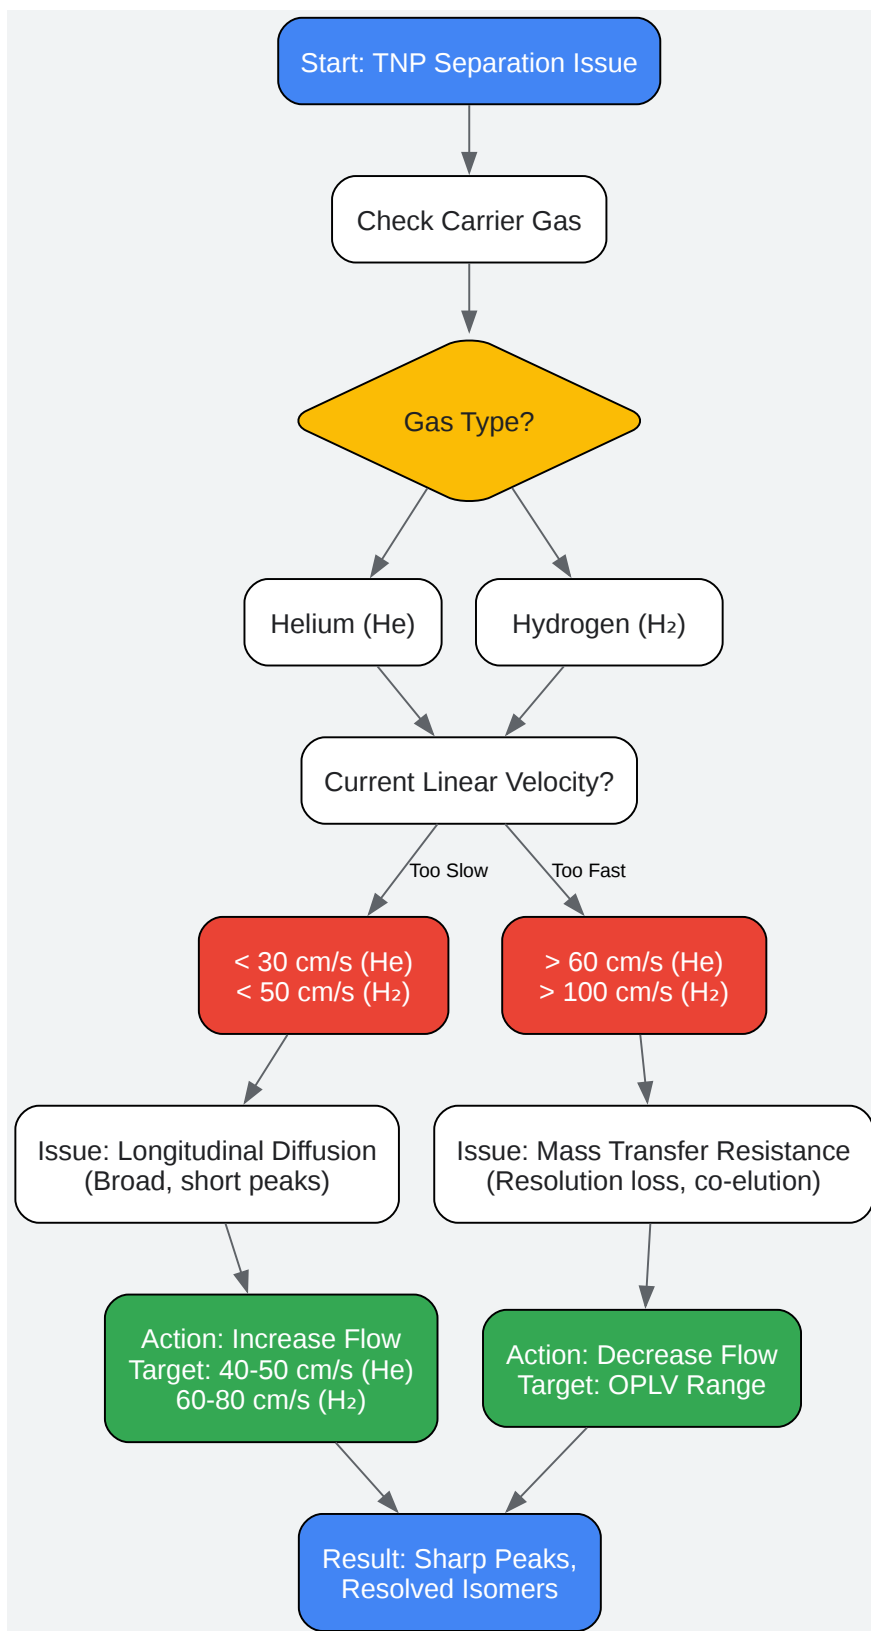 Start: TNP Separation Issue
Check Carrier Gas
Gas Type?
Helium (He)
Hydrogen (H₂)
Current Linear Velocity?
Too Slow
Too Fast
< 30 cm/s (He)
< 50 cm/s (H₂)
> 60 cm/s (He)
> 100 cm/s (H₂)
Issue: Longitudinal Diffusion
(Broad, short peaks)
Issue: Mass Transfer Resistance
(Resolution loss, co-elution)
Action: Increase Flow
Target: 40-50 cm/s (He)
60-80 cm/s (H₂)
Action: Decrease Flow
Target: OPLV Range
Result: Sharp Peaks,
Resolved Isomers